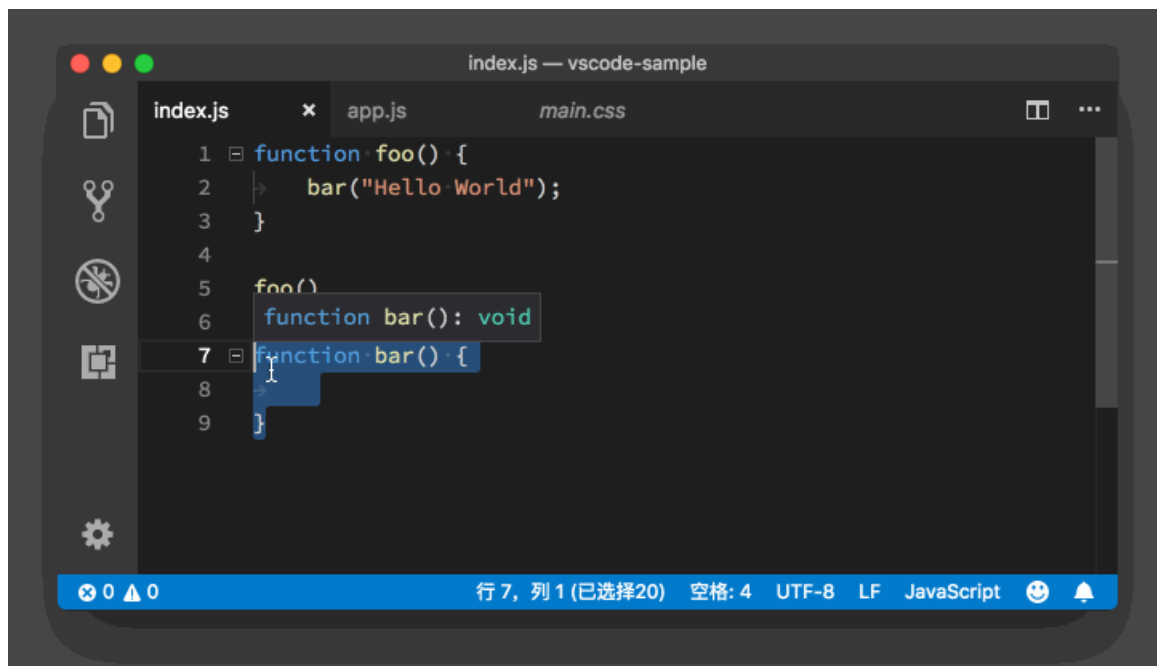 index.js — vscode-sample
index.js × app.js main.css
1 function foo() {
2 bar("Hello World");
3 }
4
5 foo()
6 function bar(): void
7 function bar() {
8
9 }
0 0 行 7，列 1 (已选择20) 空格: 4 UTF-8 LF JavaScript